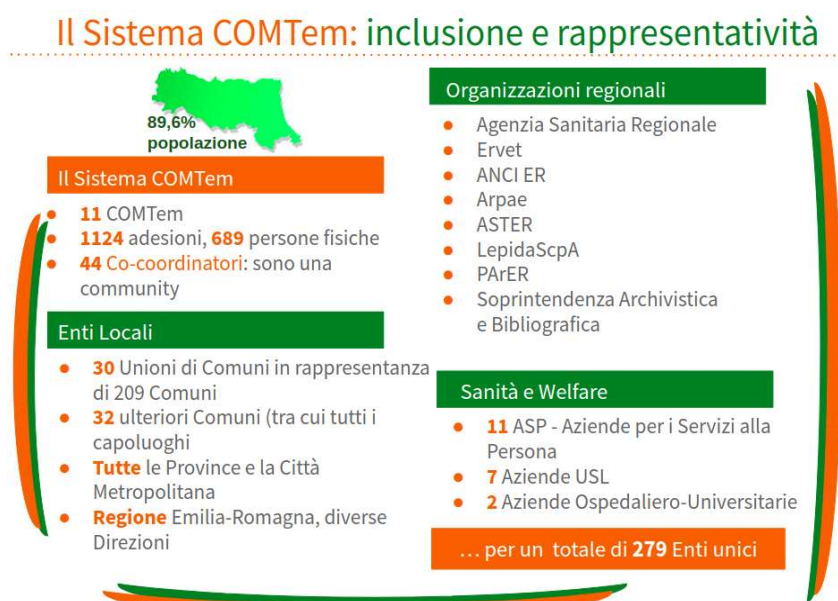 Il Sistema COMTem: inclusione e rappresentatività
89,6%
popolazione
Il Sistema COMTem
11 COMTem
1124 adesioni, 689 persone fisiche
44 Co-coordinatori: sono una
community
Enti Locali
30 Unioni di Comuni in rappresentanza
di 209 Comuni
32 ulteriori Comuni (tra cui tutti i
capoluoghi
Tutte le Province e la Città
Metropolitana
Regione Emilia-Romagna, diverse
Direzioni
Organizzazioni regionali
Agenzia Sanitaria Regionale
Ervet
ANCI ER
Arpae
ASTER
LepidaScpA
PArER
Soprintendenza Archivistica
e Bibliografica
Sanità e Welfare
11 ASP - Aziende per i Servizi alla
Persona
7 Aziende USL
2 Aziende Ospedaliero-Universitarie
… per un totale di 279 Enti unici